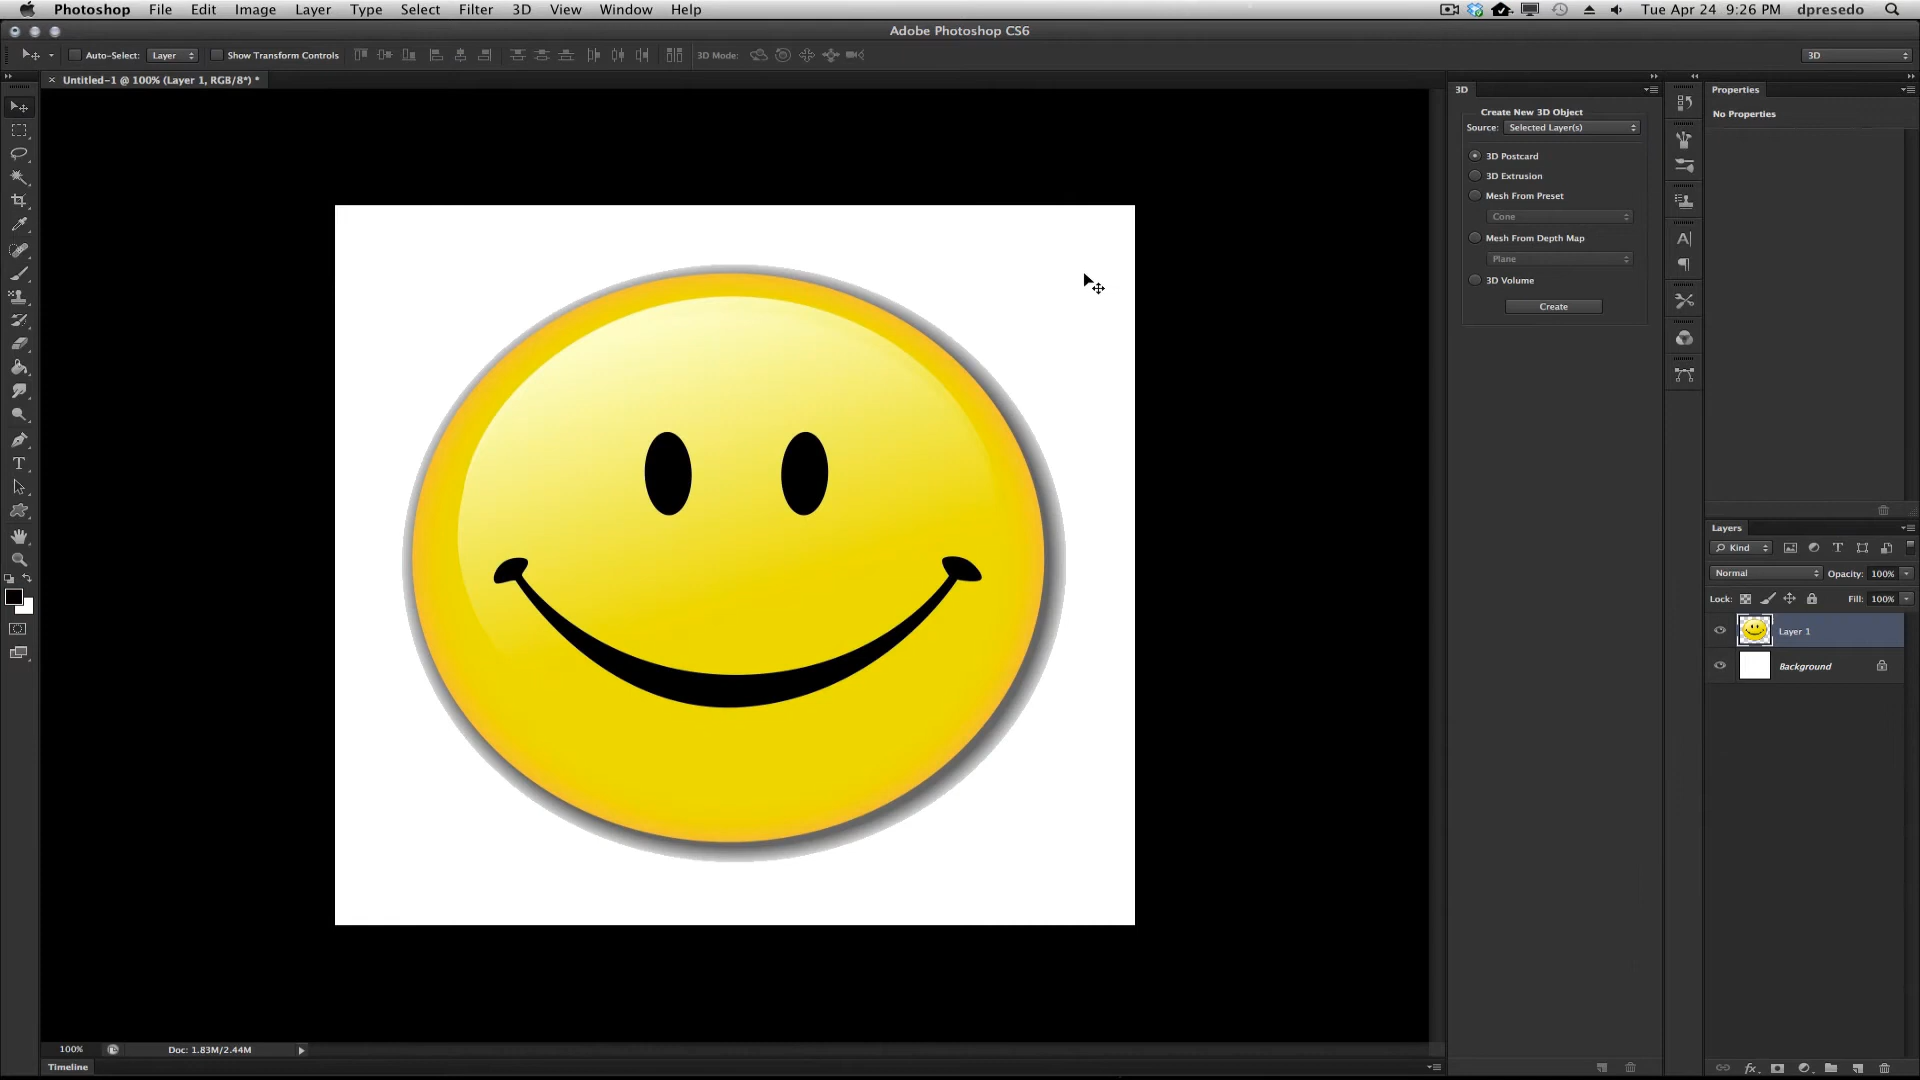 Photoshop File Edit Image Layer Type Select Filter 3D View Window Help Tue Apr 24 9:26 PM dpresedo
Adobe Photoshop CS6
Auto-Select: Layer Show Transform Controls 3D Mode: 3D
Untitled-1 @ 100% (Layer 1, RGB/8*) *
3D
Create New 3D Object
Source: Selected Layer(s)
3D Postcard
3D Extrusion
Mesh From Preset
Cone
Mesh From Depth Map
Plane
3D Volume
Create
Properties
No Properties
Layers
Kind
Normal Opacity: 100%
Lock: Fill: 100%
Layer 1
Background
100% Doc: 1.83M/2.44M
Timeline